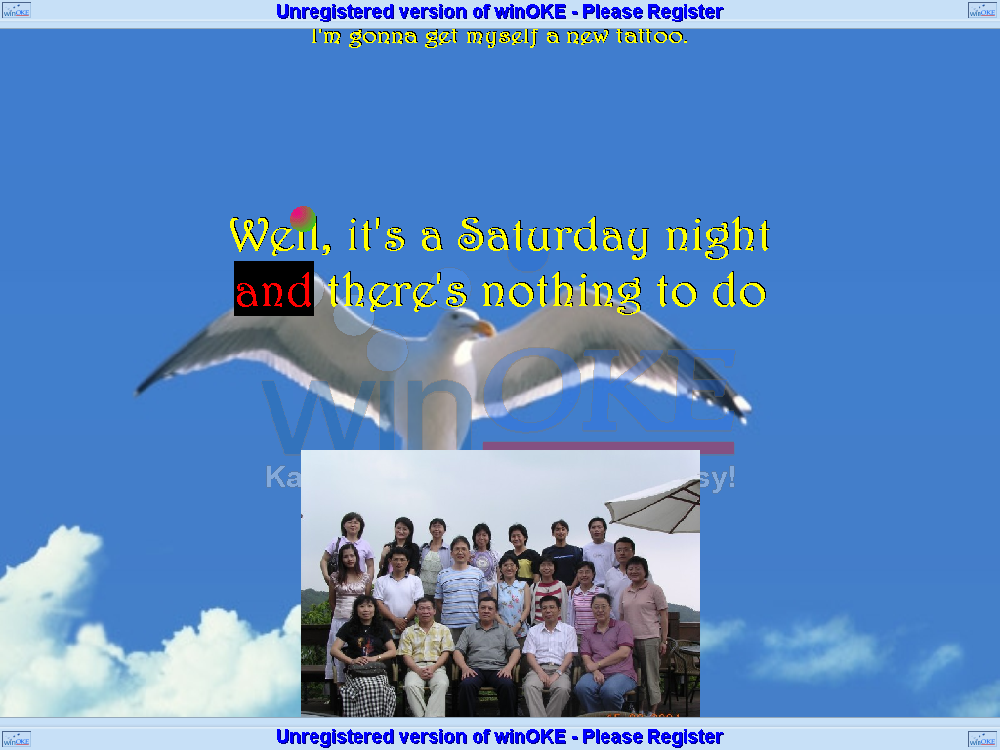 winOKE
Unregistered version of winOKE - Please Register
winOKE
I'm gonna get myself a new tattoo.
Well, it's a Saturday night
and there's nothing to do
winOKE
Ka
sy!
winOKE
Unregistered version of winOKE - Please Register
winOKE